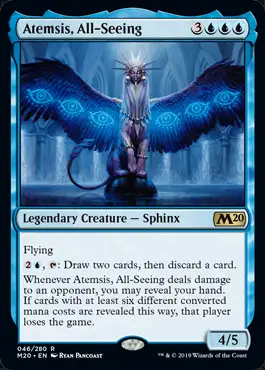 Atemsis, All-Seeing 3
Legendary Creature — Sphinx M20
Flying
2, : Draw two cards, then discard a card.
Whenever Atemsis, All-Seeing deals damage
to an opponent, you may reveal your hand.
If cards with at least six different converted
mana costs are revealed this way, that player
loses the game.
4/5
046/280 R
M20 • EN RYAN PANCOAST
™ & © 2019 Wizards of the Coast